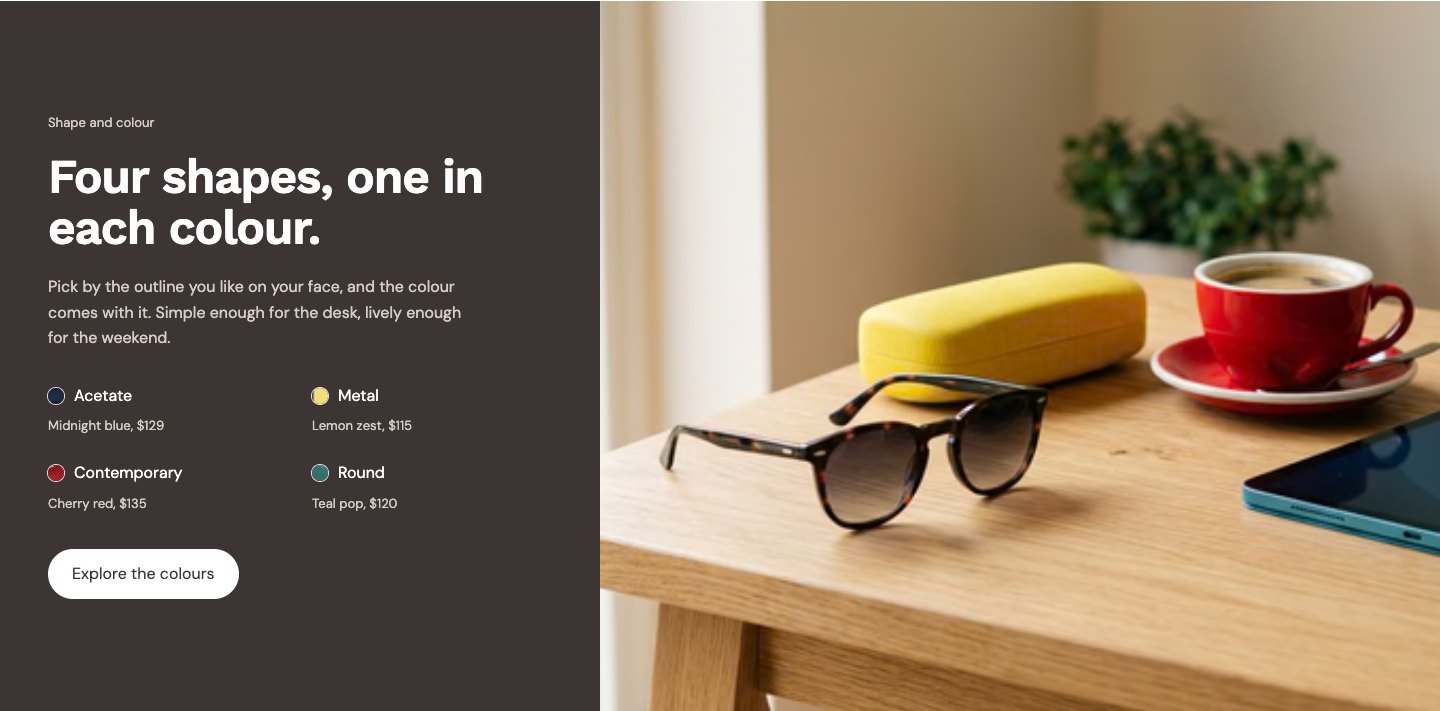 Shape and colour
Four shapes, one in
each colour.
Pick by the outline you like on your face, and the colour
comes with it. Simple enough for the desk, lively enough
for the weekend.
Acetate
Midnight blue, $129
Metal
Lemon zest, $115
Contemporary
Cherry red, $135
Round
Teal pop, $120
Explore the colours